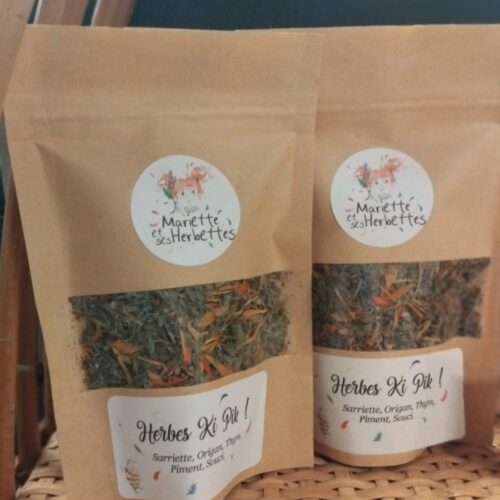 Mariette
et
ses Herbettes
Herbes Ki Pik !
Sarriette, Origan, Thym,
Piment, Souci.
Mariette
et
ses Herbettes
Herbes Ki Pik !
Sarriette, Origan, Thym,
Piment, Souci.